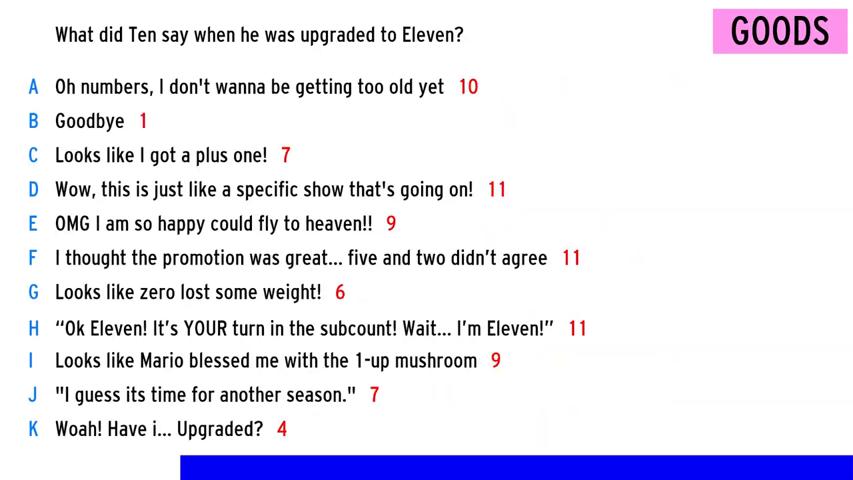 What did Ten say when he was upgraded to Eleven?
GOODS
A Oh numbers, I don't wanna be getting too old yet 10
B Goodbye 1
C Looks like I got a plus one! 7
D Wow, this is just like a specific show that's going on! 11
E OMG I am so happy could fly to heaven!! 9
F I thought the promotion was great... five and two didn't agree 11
G Looks like zero lost some weight! 6
H “Ok Eleven! It's YOUR turn in the subcount! Wait... I'm Eleven!” 11
I Looks like Mario blessed me with the 1-up mushroom 9
J "I guess its time for another season." 7
K Woah! Have i... Upgraded? 4